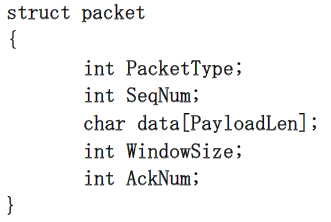 struct packet
{
int PacketType;
int SeqNum;
char data[PayloadLen];
int WindowSize;
int AckNum;
}